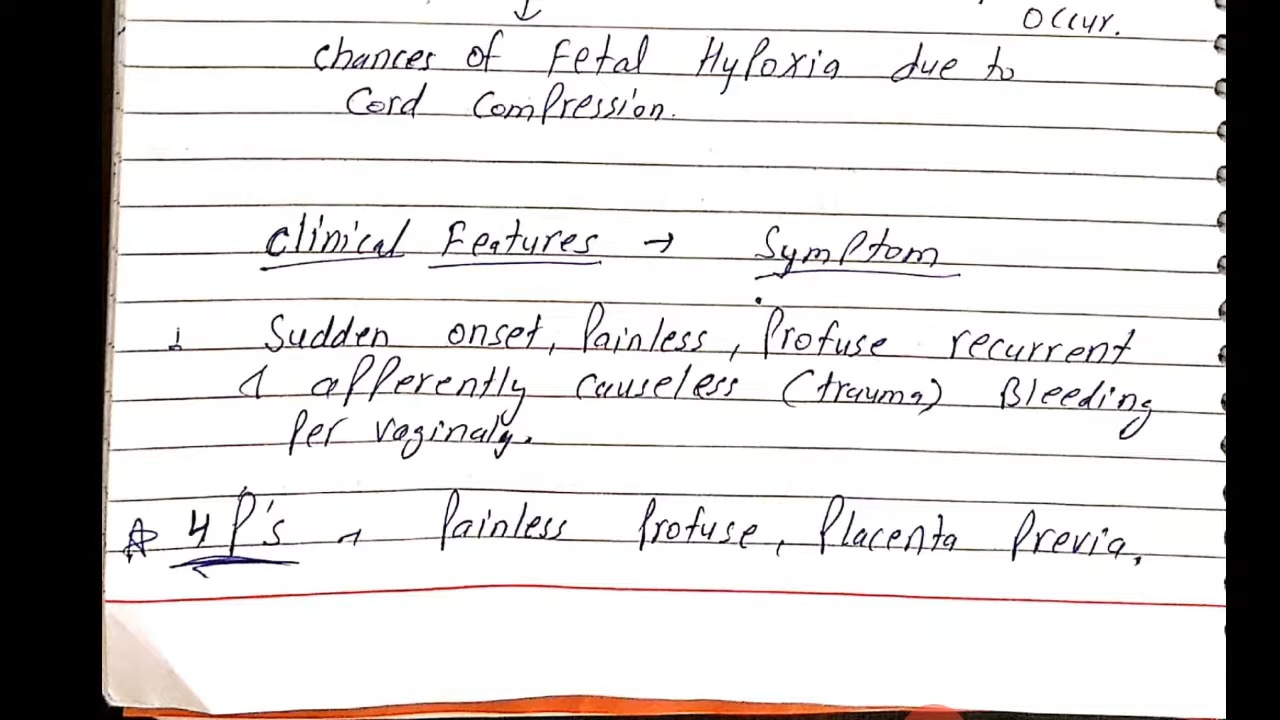 occur.
↓
chances of Fetal Hypoxia due to
Cord compression.
Clinical Features → Symptom
1. Sudden onset, Painless, Profuse recurrent
& apperently causeless (trauma) Bleeding
Per vaginaly.
☆ 4 P's → Painless Profuse, Placenta Previa.